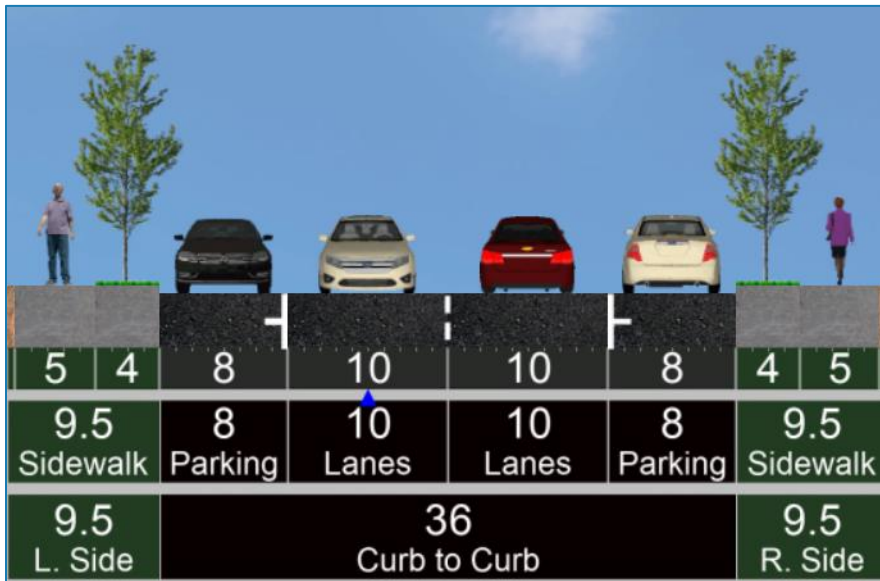 5 4 8 10 10 8 4 5
9.5 8 10 10 8 9.5
Sidewalk Parking Lanes Lanes Parking Sidewalk
9.5 36 9.5
L. Side Curb to Curb R. Side